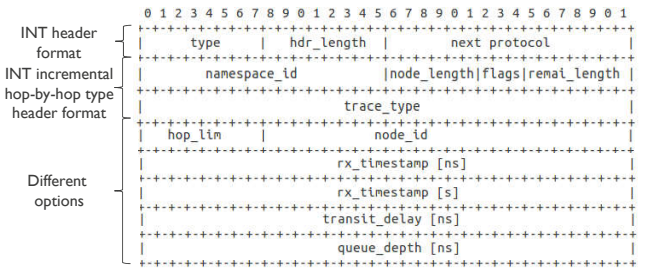 0 1 2 3 4 5 6 7 8 9 0 1 2 3 4 5 6 7 8 9 0 1 2 3 4 5 6 7 8 9 0 1
+-+-+-+-+-+-+-+-+-+-+-+-+-+-+-+-+-+-+-+-+-+-+-+-+-+-+-+-+-+-+-+-+
INT header
format
| type | hdr_length | next protocol |
+-+-+-+-+-+-+-+-+-+-+-+-+-+-+-+-+-+-+-+-+-+-+-+-+-+-+-+-+-+-+-+-+
INT incremental
hop-by-hop type
header format
| namespace_id |node_length|flags|remai_length |
+-+-+-+-+-+-+-+-+-+-+-+-+-+-+-+-+-+-+-+-+-+-+-+-+-+-+-+-+-+-+-+-+
| trace_type |
+-+-+-+-+-+-+-+-+-+-+-+-+-+-+-+-+-+-+-+-+-+-+-+-+-+-+-+-+-+-+-+-+
Different
options
| hop_lim | node_id |
+-+-+-+-+-+-+-+-+-+-+-+-+-+-+-+-+-+-+-+-+-+-+-+-+-+-+-+-+-+-+-+-+
| rx_timestamp [ns] |
+-+-+-+-+-+-+-+-+-+-+-+-+-+-+-+-+-+-+-+-+-+-+-+-+-+-+-+-+-+-+-+-+
| rx_timestamp [s] |
+-+-+-+-+-+-+-+-+-+-+-+-+-+-+-+-+-+-+-+-+-+-+-+-+-+-+-+-+-+-+-+-+
| transit_delay [ns] |
+-+-+-+-+-+-+-+-+-+-+-+-+-+-+-+-+-+-+-+-+-+-+-+-+-+-+-+-+-+-+-+-+
| queue_depth [ns] |
+-+-+-+-+-+-+-+-+-+-+-+-+-+-+-+-+-+-+-+-+-+-+-+-+-+-+-+-+-+-+-+-+